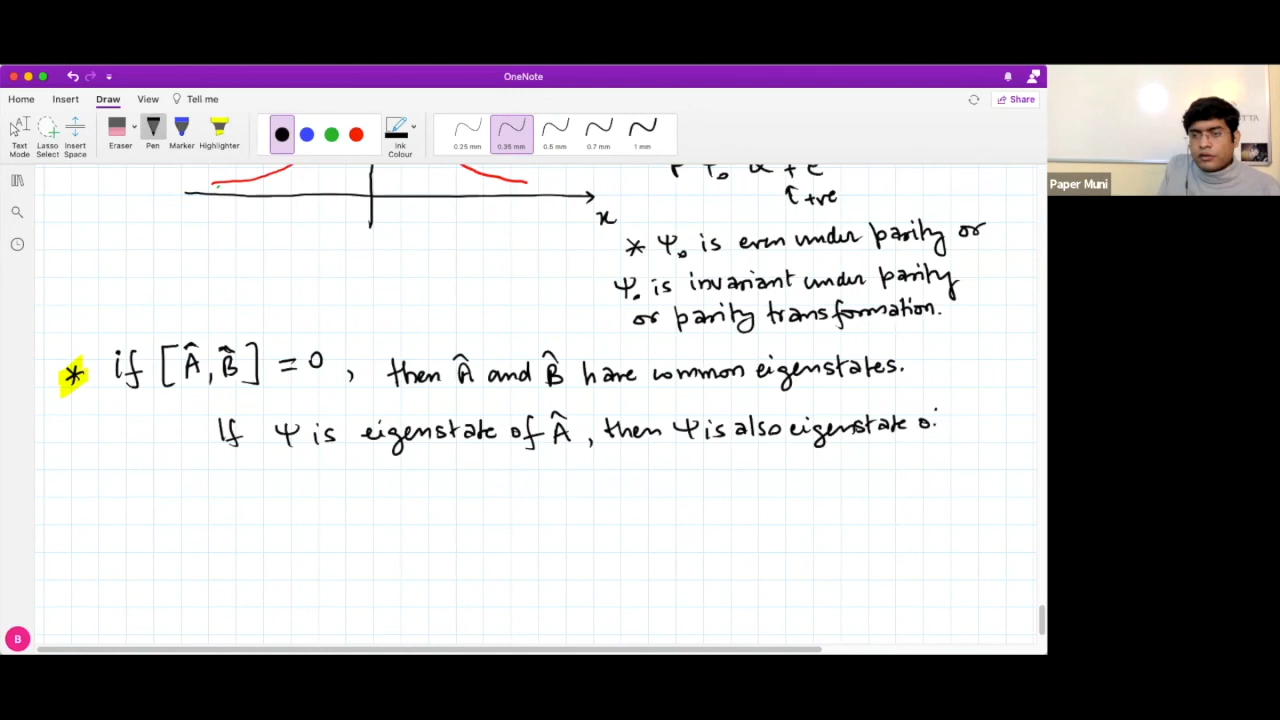 OneNote
Home Insert Draw View Tell me
Share
Text Mode Lasso Select Insert Space Eraser Pen Marker Highlighter
0.25 mm 0.35 mm 0.5 mm 0.7 mm 1 mm
Ink Colour
Paper Muni
+ve
x
* Ψ₀ is even under parity or
Ψ₀ is invariant under parity
or parity transformation.
* if [Â, B̂] = 0, then Â and B̂ have common eigenstates.
If Ψ is eigenstate of Â, then Ψ is also eigenstate o
B